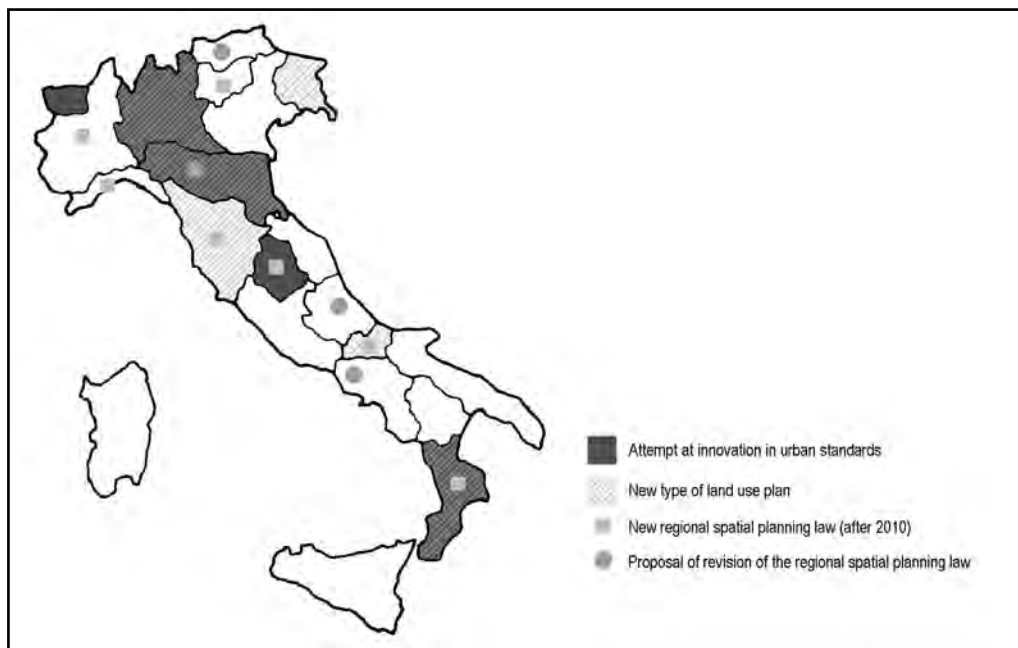 Attempt at innovation in urban standards
New type of land use plan
New regional spatial planning law (after 2010)
Proposal of revision of the regional spatial planning law